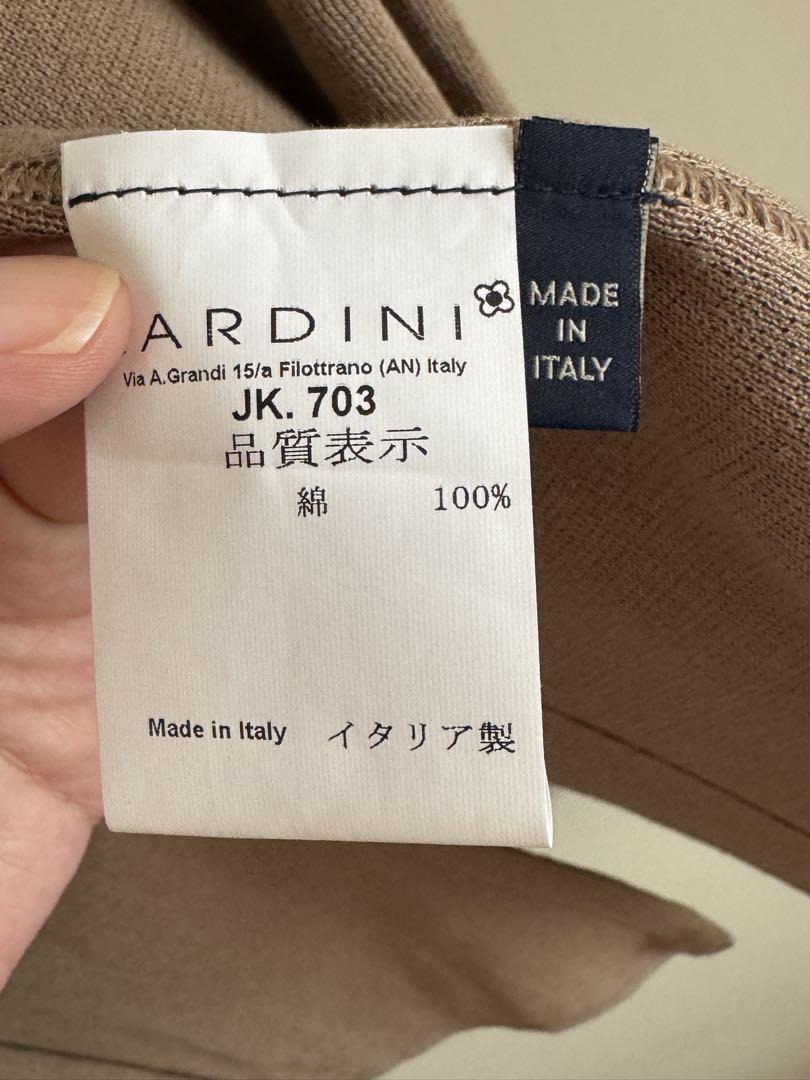 ARDINI
Via A.Grandi 15/a Filottrano (AN) Italy
JK. 703
品質表示
綿 100%
Made in Italy イタリア製
MADE
IN
ITALY